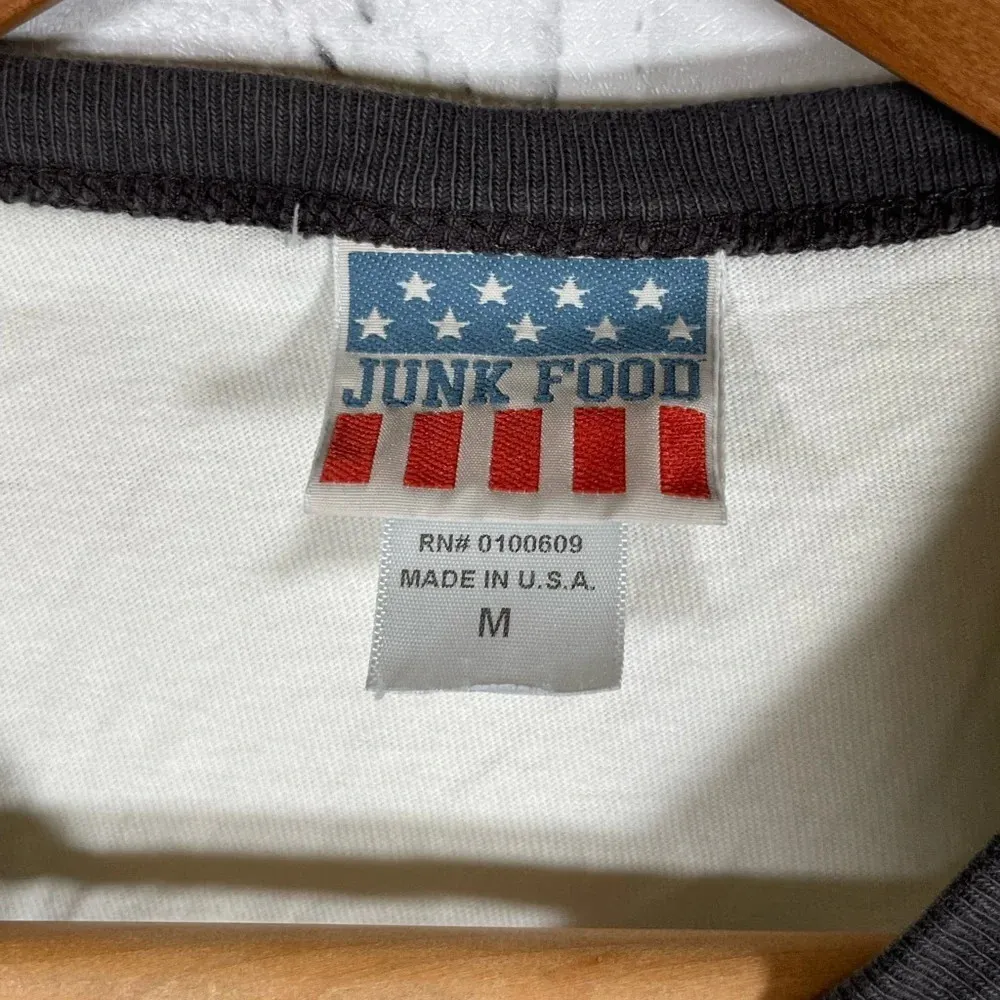 JUNK FOOD
RN# 0100609
MADE IN U.S.A.
M